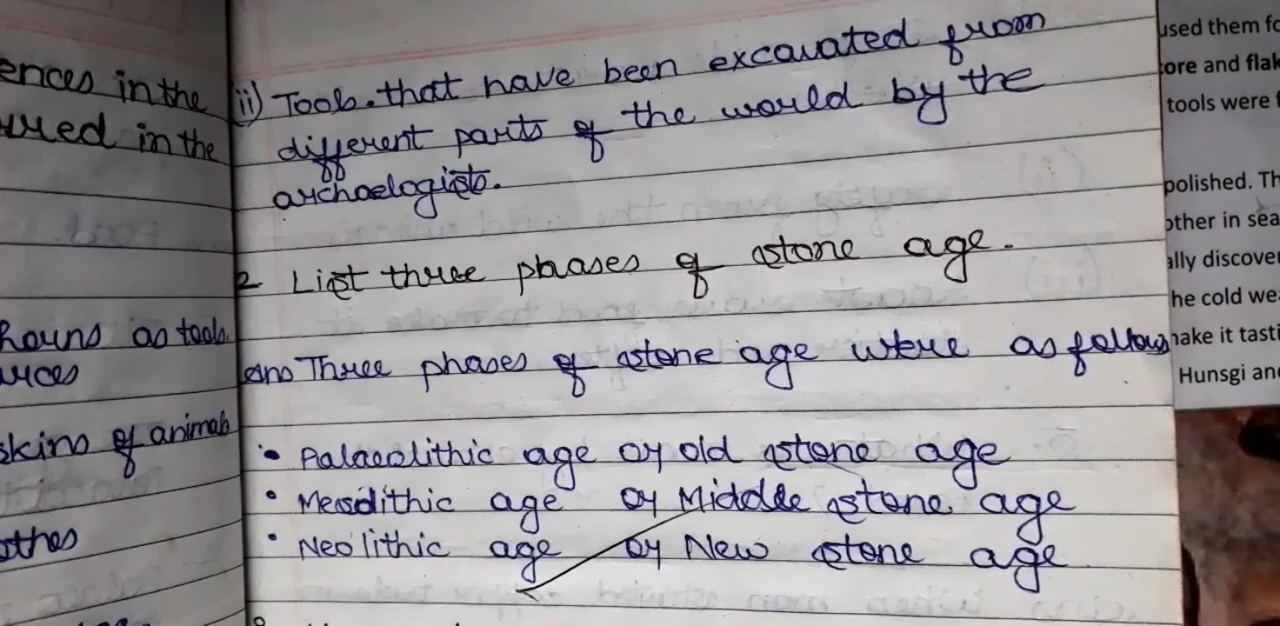 ences in the
ured in the
horns as tools.
skins of animals
ii) Tools. that have been excavated from
different parts of the world by the
archaelogists.
2 List three phases of stone age.
Ans Three phases of stone age were as follows
• Palaeolithic age or old stone age
• Mesolithic age or Middle stone age
• Neolithic age or New stone age
used them fo
core and flak
tools were f
polished. Th
other in sea
ally discover
he cold we
make it tasti
Hunsgi and